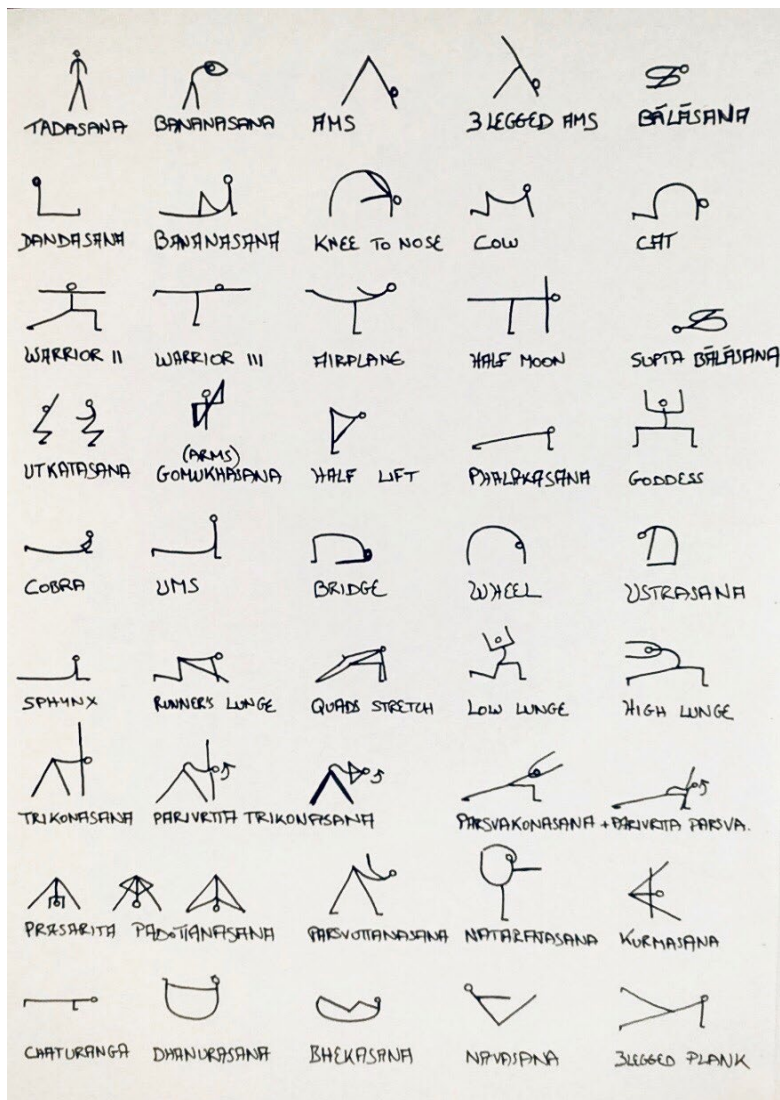 TADASANA BANANASANA AMS 3 LEGGED AMS BĀLĀSANA
DANDASANA BANANASANA KNEE TO NOSE COW CAT
WARRIOR II WARRIOR III AIRPLANE HALF MOON SUPTA BĀLĀSANA
UTKATASANA (ARMS) GOMUKHASANA HALF LIFT PHALAKASANA GODDESS
COBRA UMS BRIDGE WHEEL USTRASANA
SPHYNX RUNNER'S LUNGE QUADS STRETCH LOW LUNGE HIGH LUNGE
TRIKONASANA PARIVRTTA TRIKONASANA PARSVAKONASANA + PARIVRTTA PARSVA.
PRASARITA PADOTTANASANA PARSVOTTANASANA NATARATASANA KURMASANA
CHATURANGA DHANURASANA BHEKASANA NAVASANA 3LEGGED PLANK